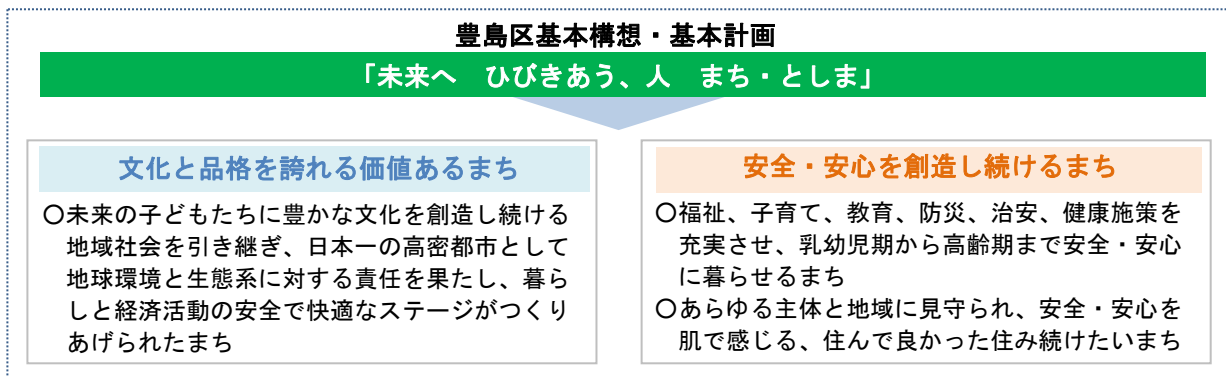 豊島区基本構想・基本計画
「未来へ　ひびきあう、人　まち・としま」
文化と品格を誇れる価値あるまち
〇未来の子どもたちに豊かな文化を創造し続ける
地域社会を引き継ぎ、日本一の高密都市として
地球環境と生態系に対する責任を果たし、暮ら
しと経済活動の安全で快適なステージがつくり
あげられたまち
安全・安心を創造し続けるまち
〇福祉、子育て、教育、防災、治安、健康施策を
充実させ、乳幼児期から高齢期まで安全・安心
に暮らせるまち
〇あらゆる主体と地域に見守られ、安全・安心を
肌で感じる、住んで良かった住み続けたいまち